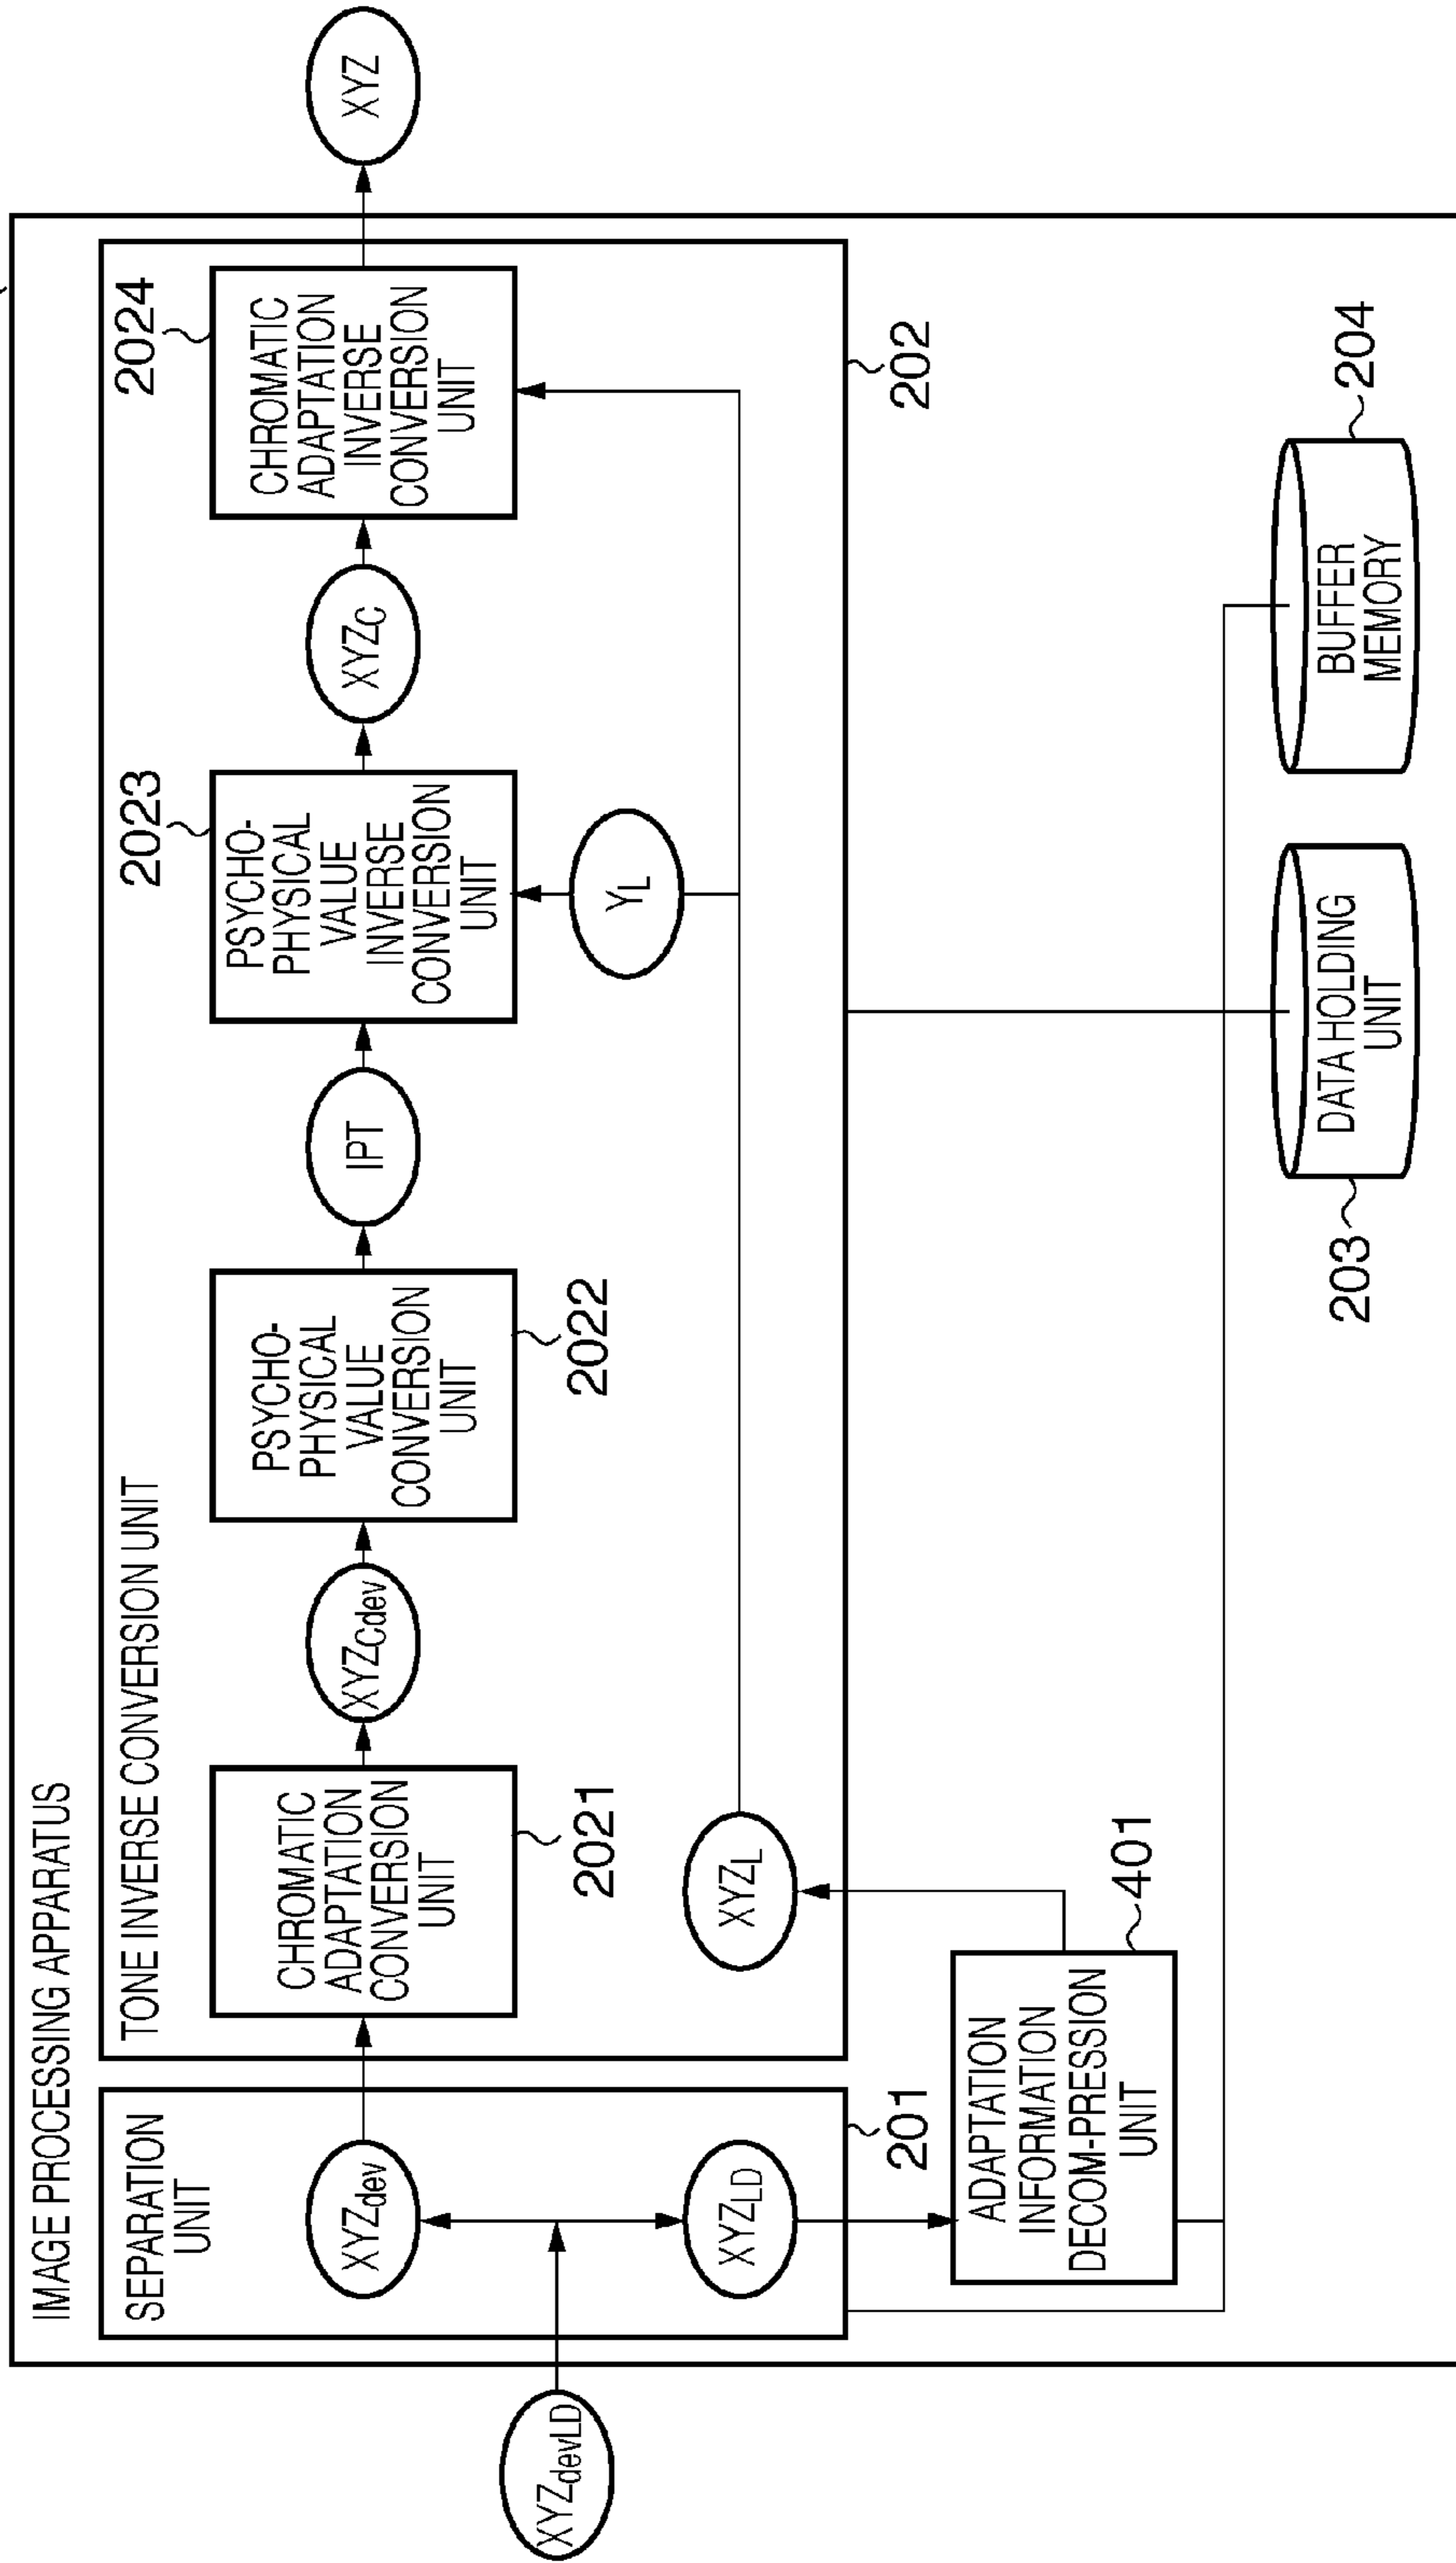 IMAGE PROCESSING APPARATUS
SEPARATION
UNIT
TONE INVERSE CONVERSION UNIT
XYZdevLD
XYZdev
XYZLD
201
CHROMATIC
ADAPTATION
CONVERSION
UNIT
2021
XYZCdev
PSYCHO-
PHYSICAL
VALUE
CONVERSION
UNIT
2022
IPT
PSYCHO-
PHYSICAL
VALUE
INVERSE
CONVERSION
UNIT
2023
XYZC
CHROMATIC
ADAPTATION
INVERSE
CONVERSION
UNIT
2024
XYZ
XYZL
YL
202
ADAPTATION
INFORMATION
DECOM-PRESSION
UNIT
401
DATA HOLDING
UNIT
203
BUFFER
MEMORY
204